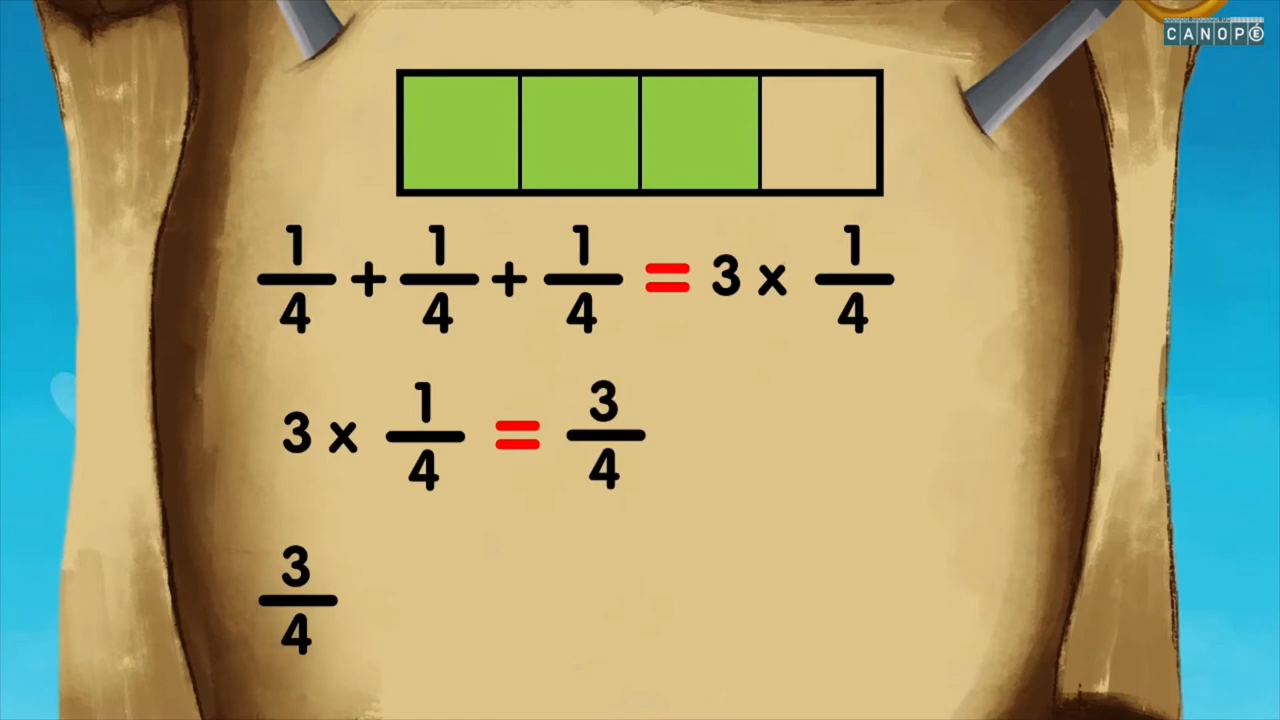 CANOPÉ
1/4 + 1/4 + 1/4 = 3 × 1/4
3 × 1/4 = 3/4
3/4